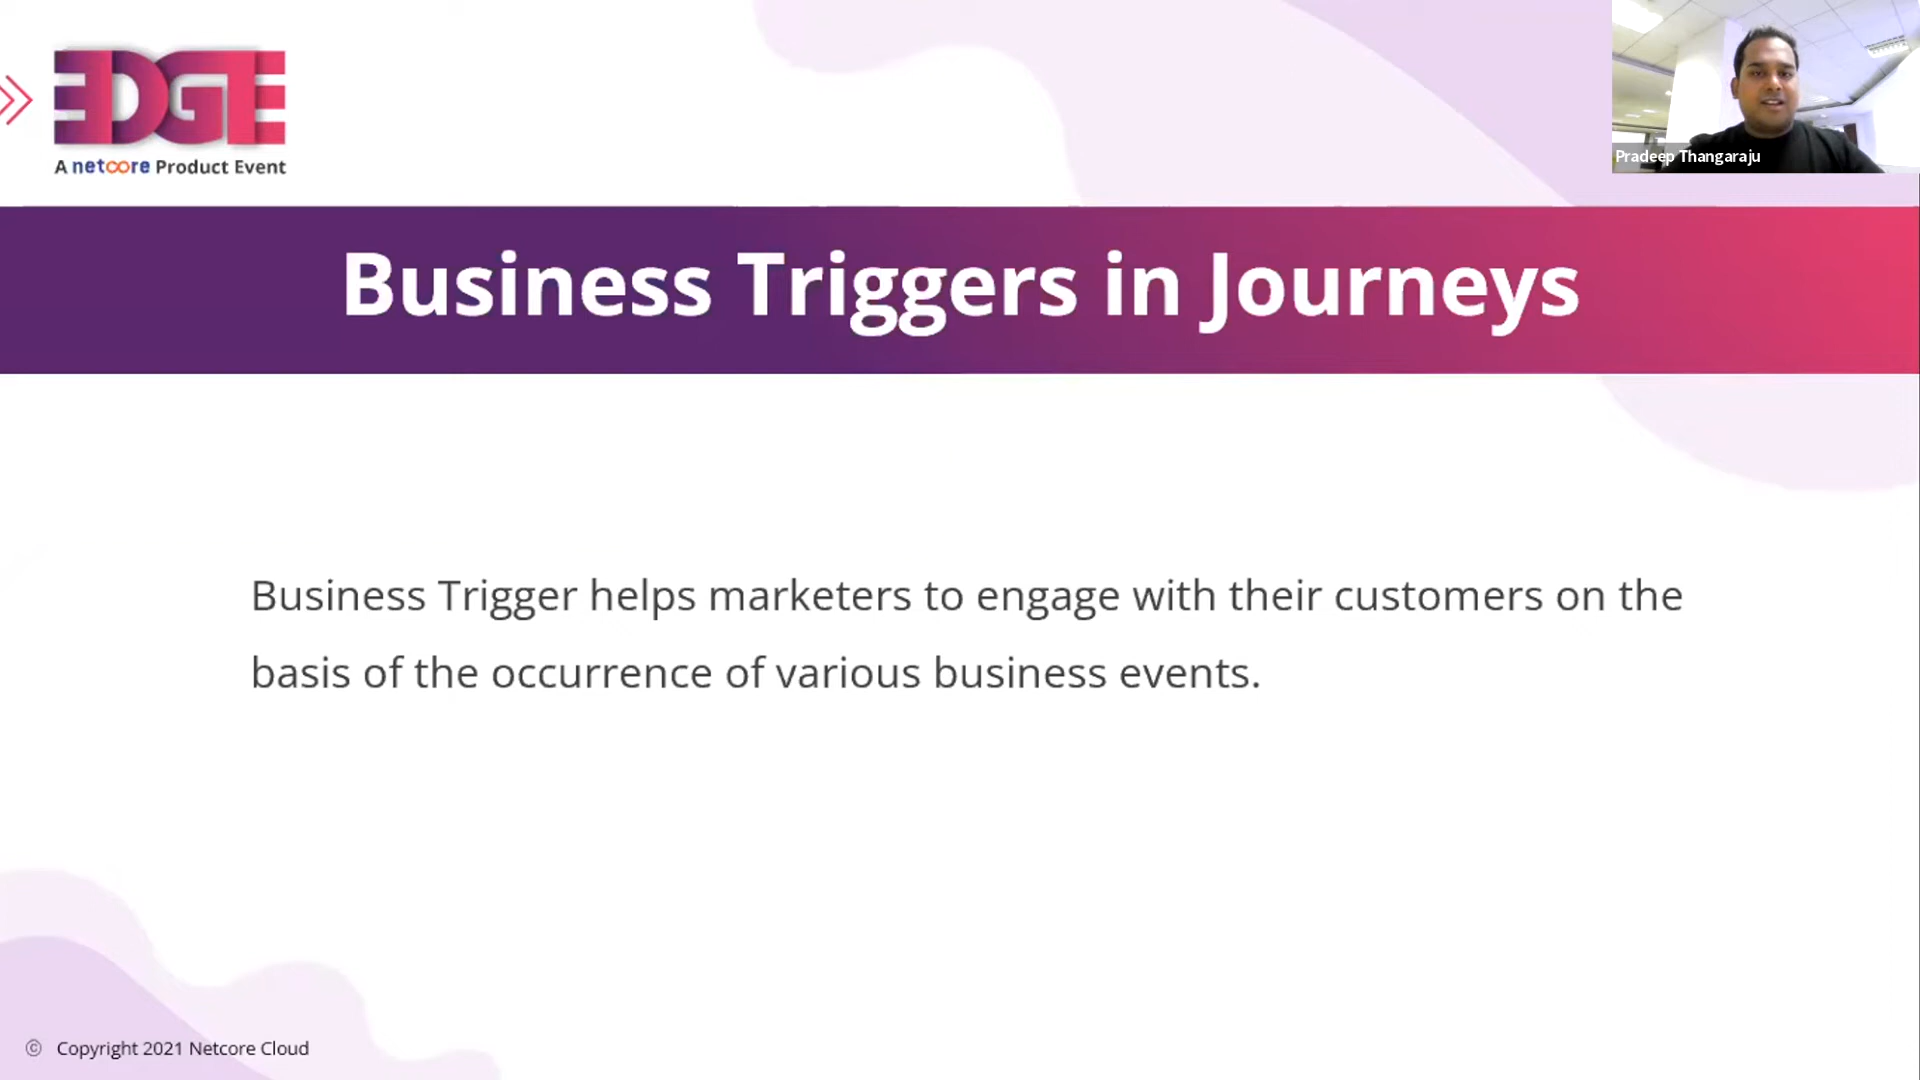 EDGE
A netcore Product Event
Pradeep Thangaraju
Business Triggers in Journeys
Business Trigger helps marketers to engage with their customers on the
basis of the occurrence of various business events.
© Copyright 2021 Netcore Cloud